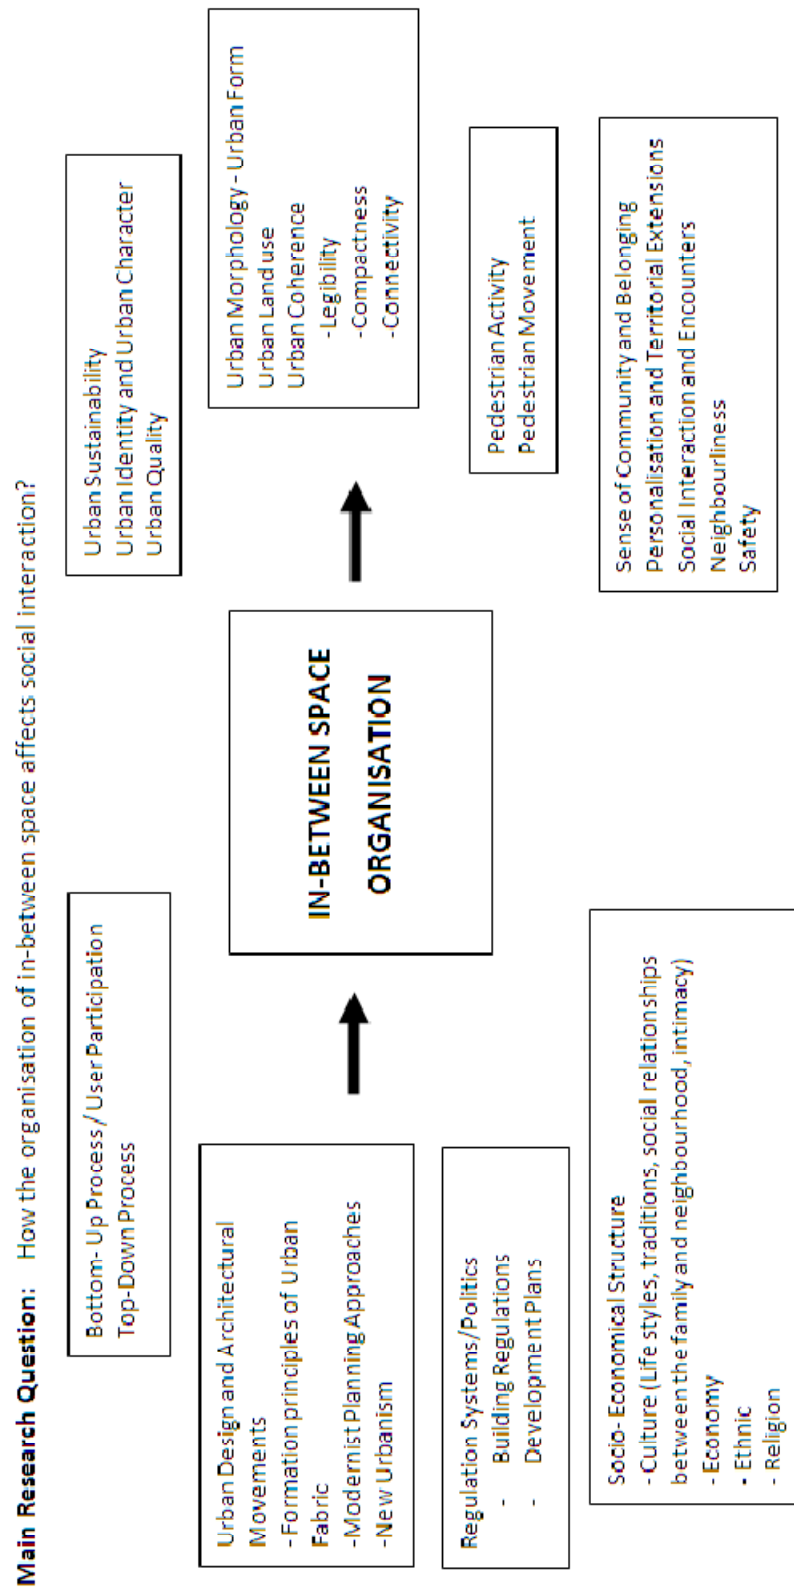 Main Research Question: How the organisation of in-between space affects social interaction?
Bottom- Up Process / User Participation
Top-Down Process
Urban Design and Architectural
Movements
- Formation principles of Urban
Fabric
-Modernist Planning Approaches
-New Urbanism
Regulation Systems/Politics
- Building Regulations
- Development Plans
Socio- Economical Structure
- Culture (Life styles, traditions, social relationships
between the family and neighbourhood, intimacy)
- Economy
- Ethnic
- Religion
IN-BETWEEN SPACE
ORGANISATION
Urban Sustainability
Urban Identity and Urban Character
Urban Quality
Urban Morphology - Urban Form
Urban Land use
Urban Coherence
- Legibility
- Compactness
- Connectivity
Pedestrian Activity
Pedestrian Movement
Sense of Community and Belonging
Personalisation and Territorial Extensions
Social Interaction and Encounters
Neighbourliness
Safety